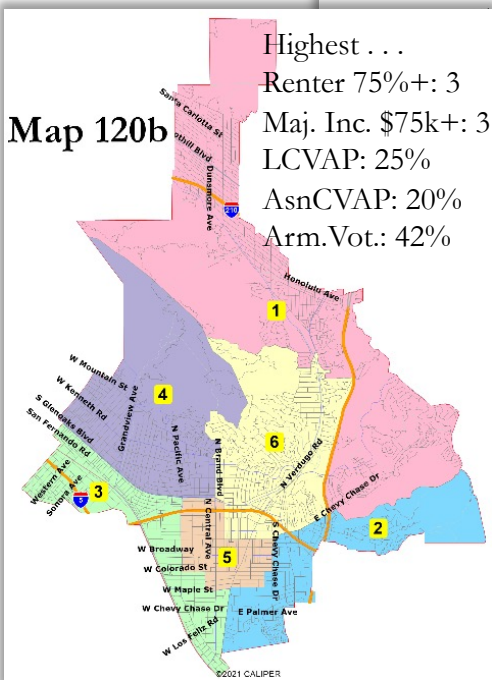 Map 120b
Highest . . .
Renter 75%+: 3
Maj. Inc. $75k+: 3
LCVAP: 25%
AsnCVAP: 20%
Arm.Vot.: 42%
Santa Carlotta St
Foothill Blvd
Dunsmore Ave
210
Honolulu Ave
1
W Mountain St
W Kenneth Rd
S Glenoaks Blvd
San Fernando Rd
Grandview Ave
4
N Pacific Ave
N Brand Blvd
6
N Verdugo Rd
Western Ave
Sonora Ave
5
3
N Central Ave
E Chevy Chase Dr
2
W Broadway
W Colorado St
5
S Chevy Chase Dr
W Maple St
W Chevy Chase Dr
E Palmer Ave
W Los Feliz Rd
©2021 CALIPER